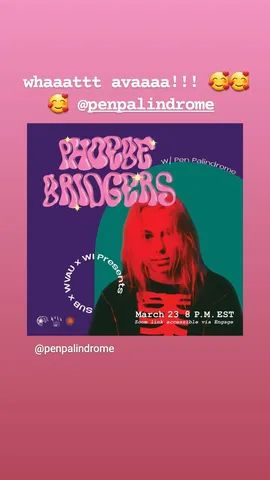 whaaattt avaaaa!!! 🥰🥰
🥰 @penpalindrome
PHOEBE
BRIDGERS
W/ Pen Palindrome
SUB X WVAU X WI Presents
March 23 8 P.M. EST
Zoom link accessible via Engage
@penpalindrome